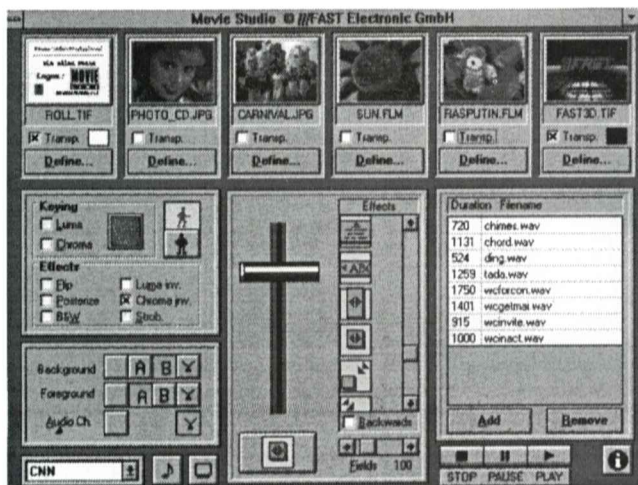 Movie Studio © ///FAST Electronic GmbH
MOVIE
ROLL.TIF
PHOTO_CD.JPG
CARNIVAL.JPG
SUN.FLM
RASPUTIN.FLM
FAST3D.TIF
Transp.
Transp.
Transp.
Transp.
Transp.
Transp.
Define...
Define...
Define...
Define...
Define...
Define...
Keying
Luma
Chroma
Effects
Flip
Luma inv.
Posterize
Chroma inv.
B&W
Strob.
Background A B
Foreground A B
Audio Ch.
CNN
Effects
ABC
Backwards
Fields 100
Duration Filename
720 chimes.wav
1131 chord.wav
524 ding.wav
1259 tada.wav
1750 wcforcon.wav
1401 wcgetmai.wav
915 wcinvite.wav
1000 wcinact.wav
Add Remove
STOP PAUSE PLAY